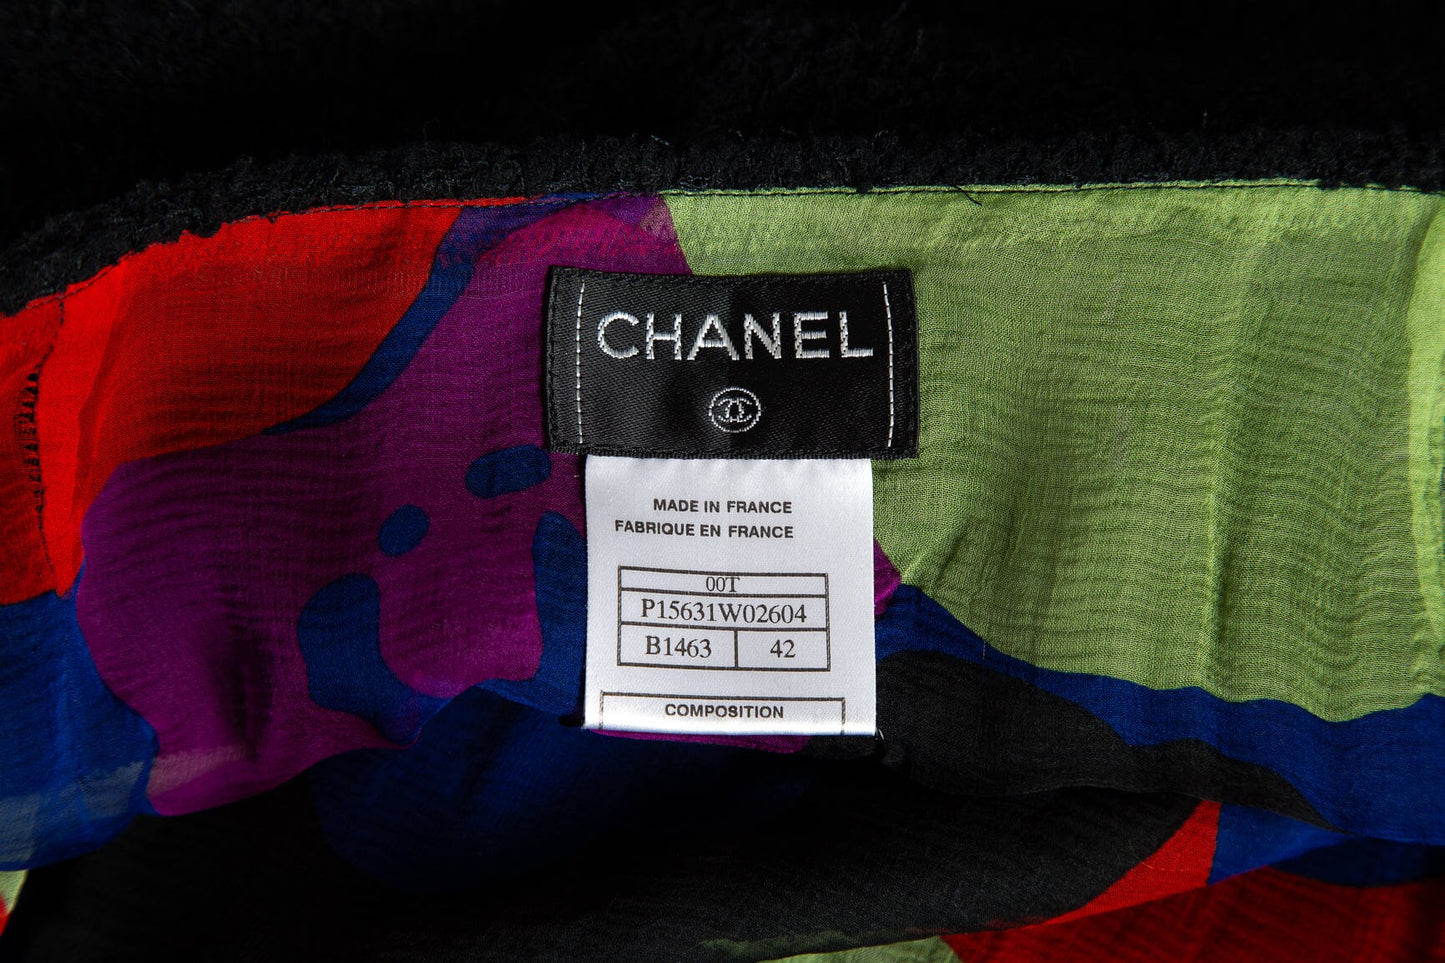 CHANEL
MADE IN FRANCE
FABRIQUE EN FRANCE
00T
P15631W02604
B1463 42
COMPOSITION